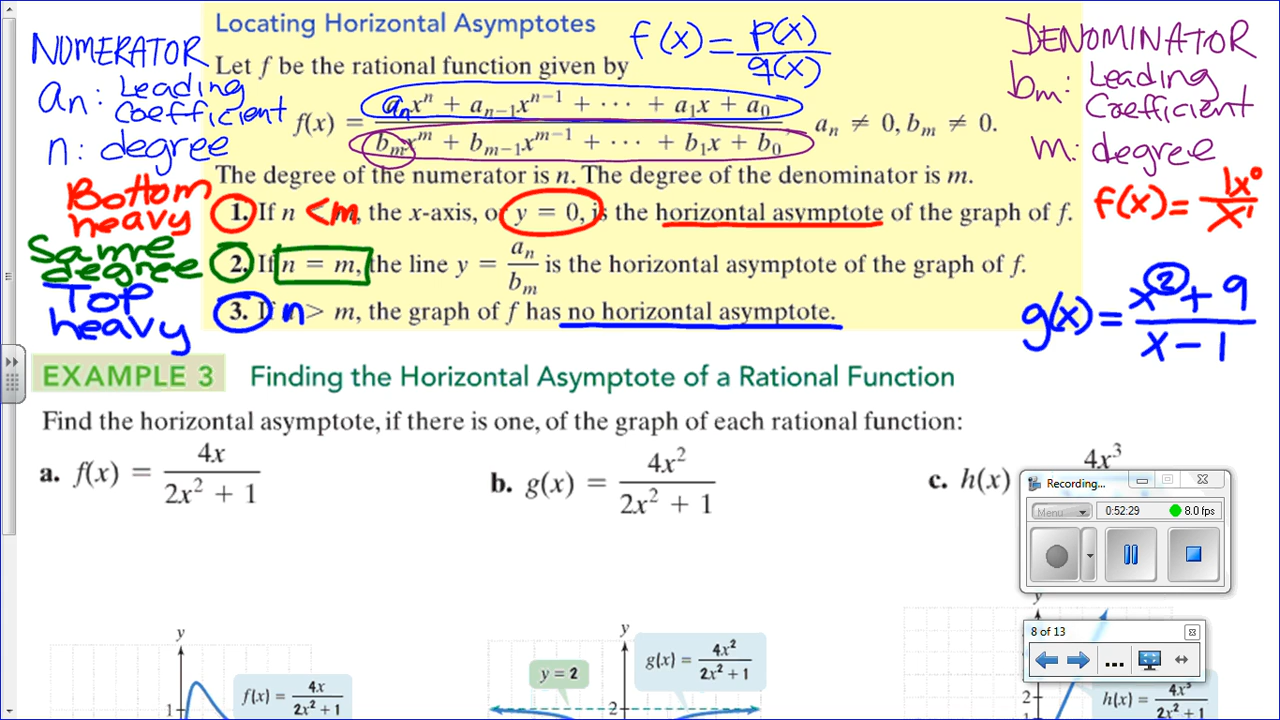 Locating Horizontal Asymptotes
f(x) = p(x)/q(x)
NUMERATOR
an: Leading
coefficient
n: degree
DENOMINATOR
bm: Leading
Coefficient
m: degree
Let f be the rational function given by
f(x) = (aₙxⁿ + aₙ₋₁xⁿ⁻¹ + ··· + a₁x + a₀)/(bₘxᵐ + bₘ₋₁xᵐ⁻¹ + ··· + b₁x + b₀), aₙ ≠ 0, bₘ ≠ 0.
The degree of the numerator is n. The degree of the denominator is m.
Bottom
heavy
1. If n < m, the x-axis, or y = 0, is the horizontal asymptote of the graph of f.
f(x) = 1x⁰/x¹
Same
degree
2. If n = m, the line y = aₙ/bₘ is the horizontal asymptote of the graph of f.
Top
heavy
3. If n > m, the graph of f has no horizontal asymptote.
g(x) = (x² + 9)/(x − 1)
EXAMPLE 3 Finding the Horizontal Asymptote of a Rational Function
Find the horizontal asymptote, if there is one, of the graph of each rational function:
a. f(x) = 4x/(2x² + 1)
b. g(x) = 4x²/(2x² + 1)
c. h(x) 4x³
Recording...
Menu
0:52:29
8.0 fps
8 of 13
...
y
1
f(x) = 4x/(2x² + 1)
y
y = 2
2
g(x) = 4x²/(2x² + 1)
y
2
h(x) = 4x³/(2x² + 1)